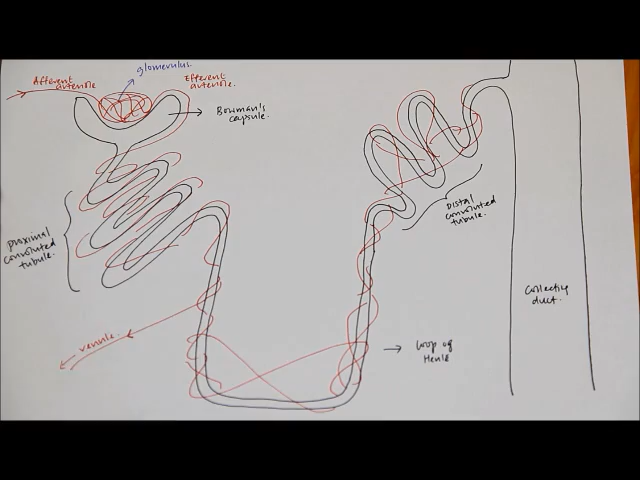 glomerulus.
Afferent
arteriole
Efferent
arteriole.
Bowman's
capsule.
proximal
convoluted
tubule.
Distal
convoluted
tubule.
Collecting
duct.
venule.
Loop of
Henle